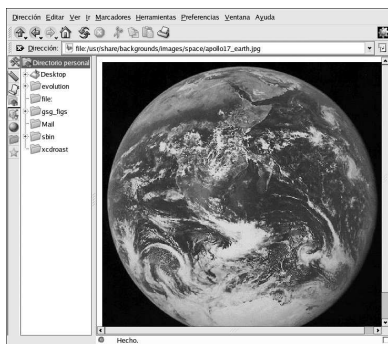 Dirección Editar Ver Ir Marcadores Herramientas Preferencias Ventana Ayuda
Dirección: file:/usr/share/backgrounds/images/space/apollo17_earth.jpg
Directorio personal
Desktop
evolution
file:
gsg_figs
Mail
sbin
xcdroast
Hecho.